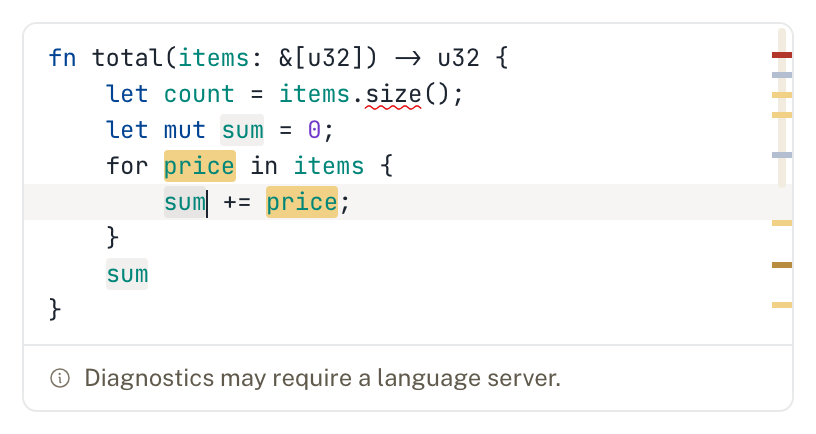 fn total(items: &[u32]) -> u32 {
    let count = items.size();
    let mut sum = 0;
    for price in items {
        sum += price;
    }
    sum
}
Diagnostics may require a language server.